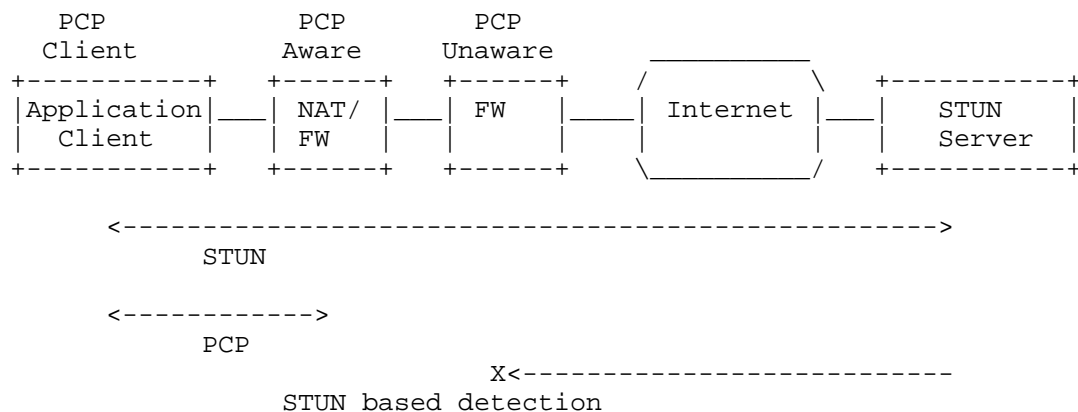 PCP PCP PCP
Client Aware Unaware
Application NAT/ FW Internet STUN
Client FW Server
STUN
PCP
X
STUN based detection